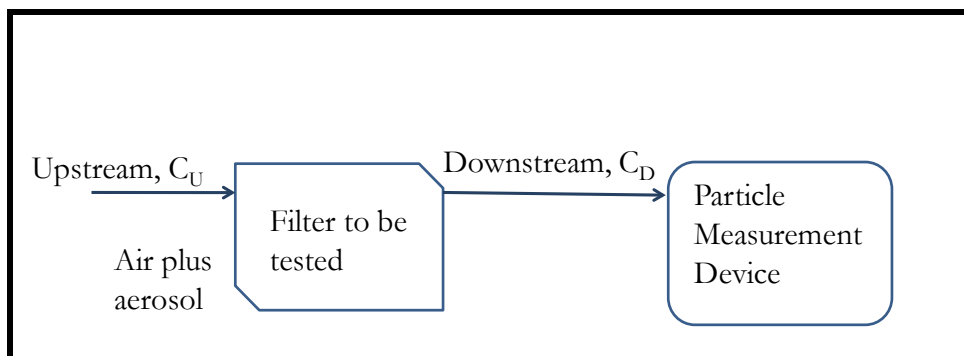 Upstream, C_U
Downstream, C_D
Air plus
aerosol
Filter to be
tested
Particle
Measurement
Device